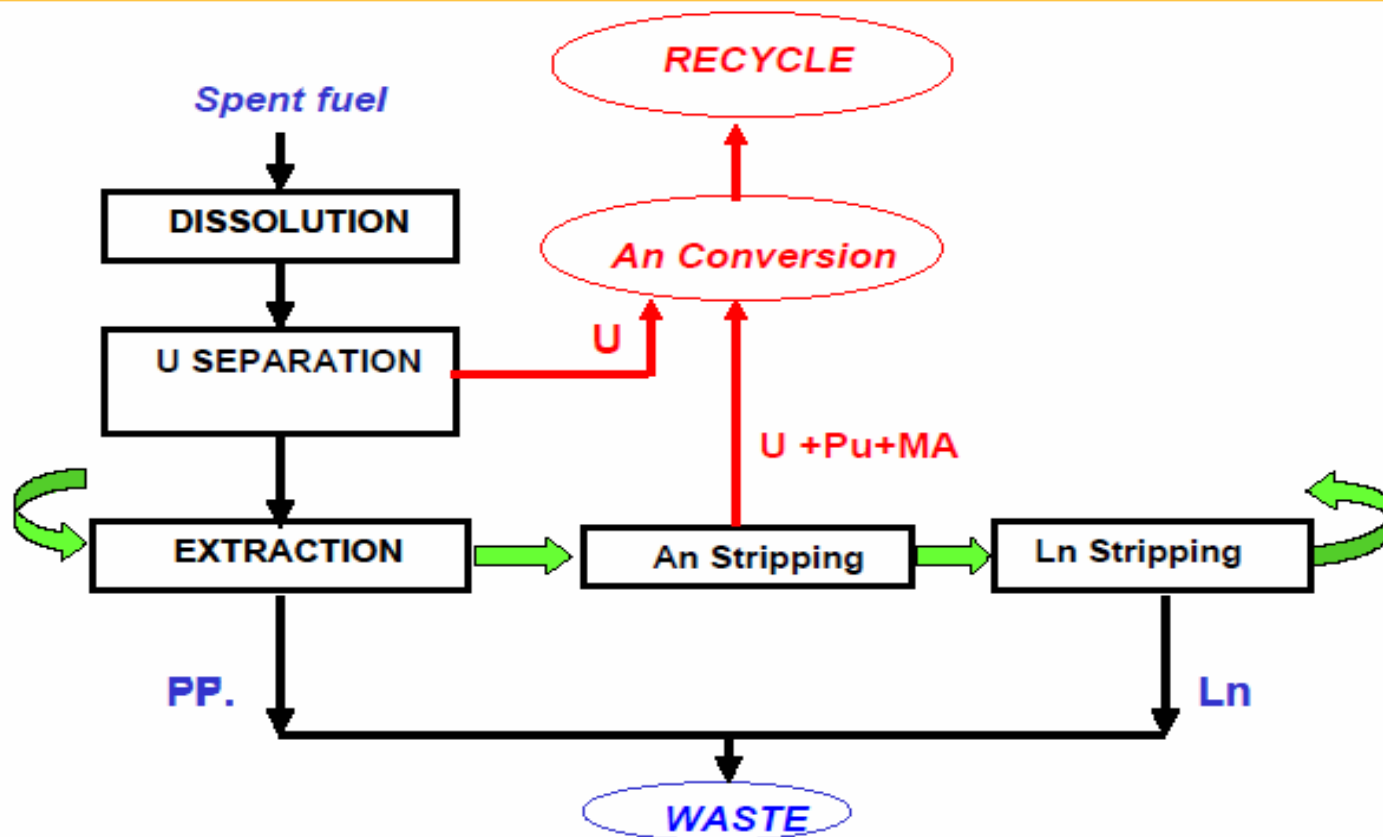 RECYCLE
Spent fuel
DISSOLUTION
An Conversion
U SEPARATION
U
U +Pu+MA
EXTRACTION
An Stripping
Ln Stripping
PP.
Ln
WASTE